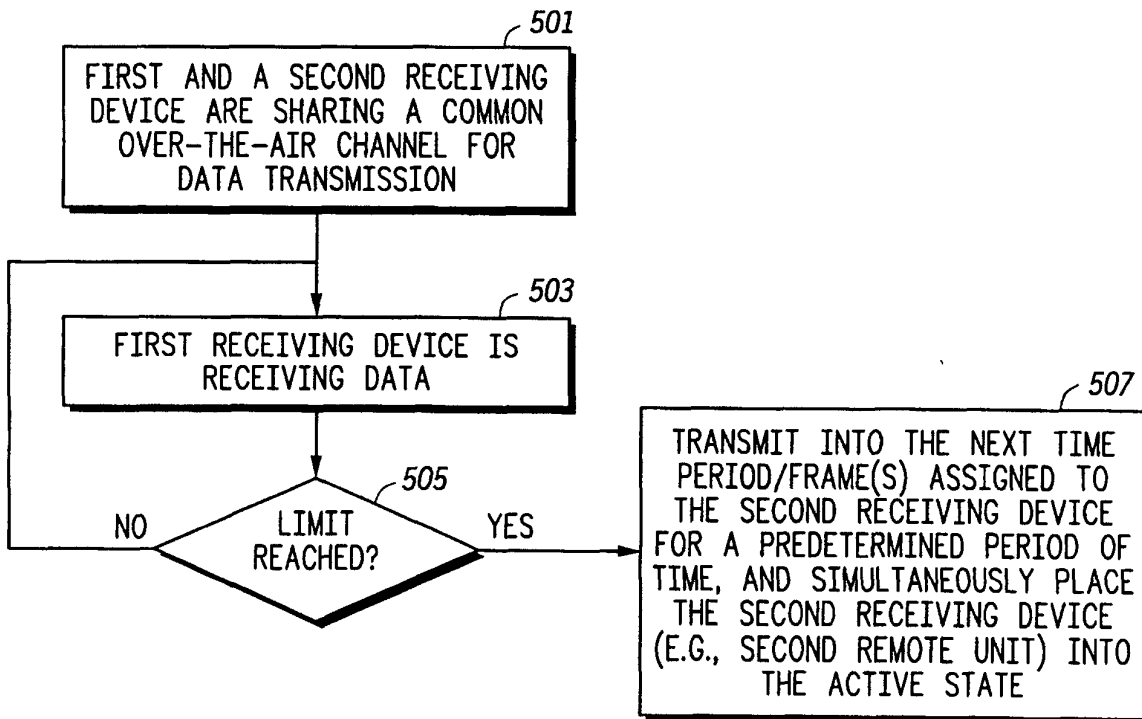 501
FIRST AND A SECOND RECEIVING
DEVICE ARE SHARING A COMMON
OVER-THE-AIR CHANNEL FOR
DATA TRANSMISSION
503
FIRST RECEIVING DEVICE IS
RECEIVING DATA
505
LIMIT
REACHED?
NO
YES
507
TRANSMIT INTO THE NEXT TIME
PERIOD/FRAME(S) ASSIGNED TO
THE SECOND RECEIVING DEVICE
FOR A PREDETERMINED PERIOD OF
TIME, AND SIMULTANEOUSLY PLACE
THE SECOND RECEIVING DEVICE
(E.G., SECOND REMOTE UNIT) INTO
THE ACTIVE STATE